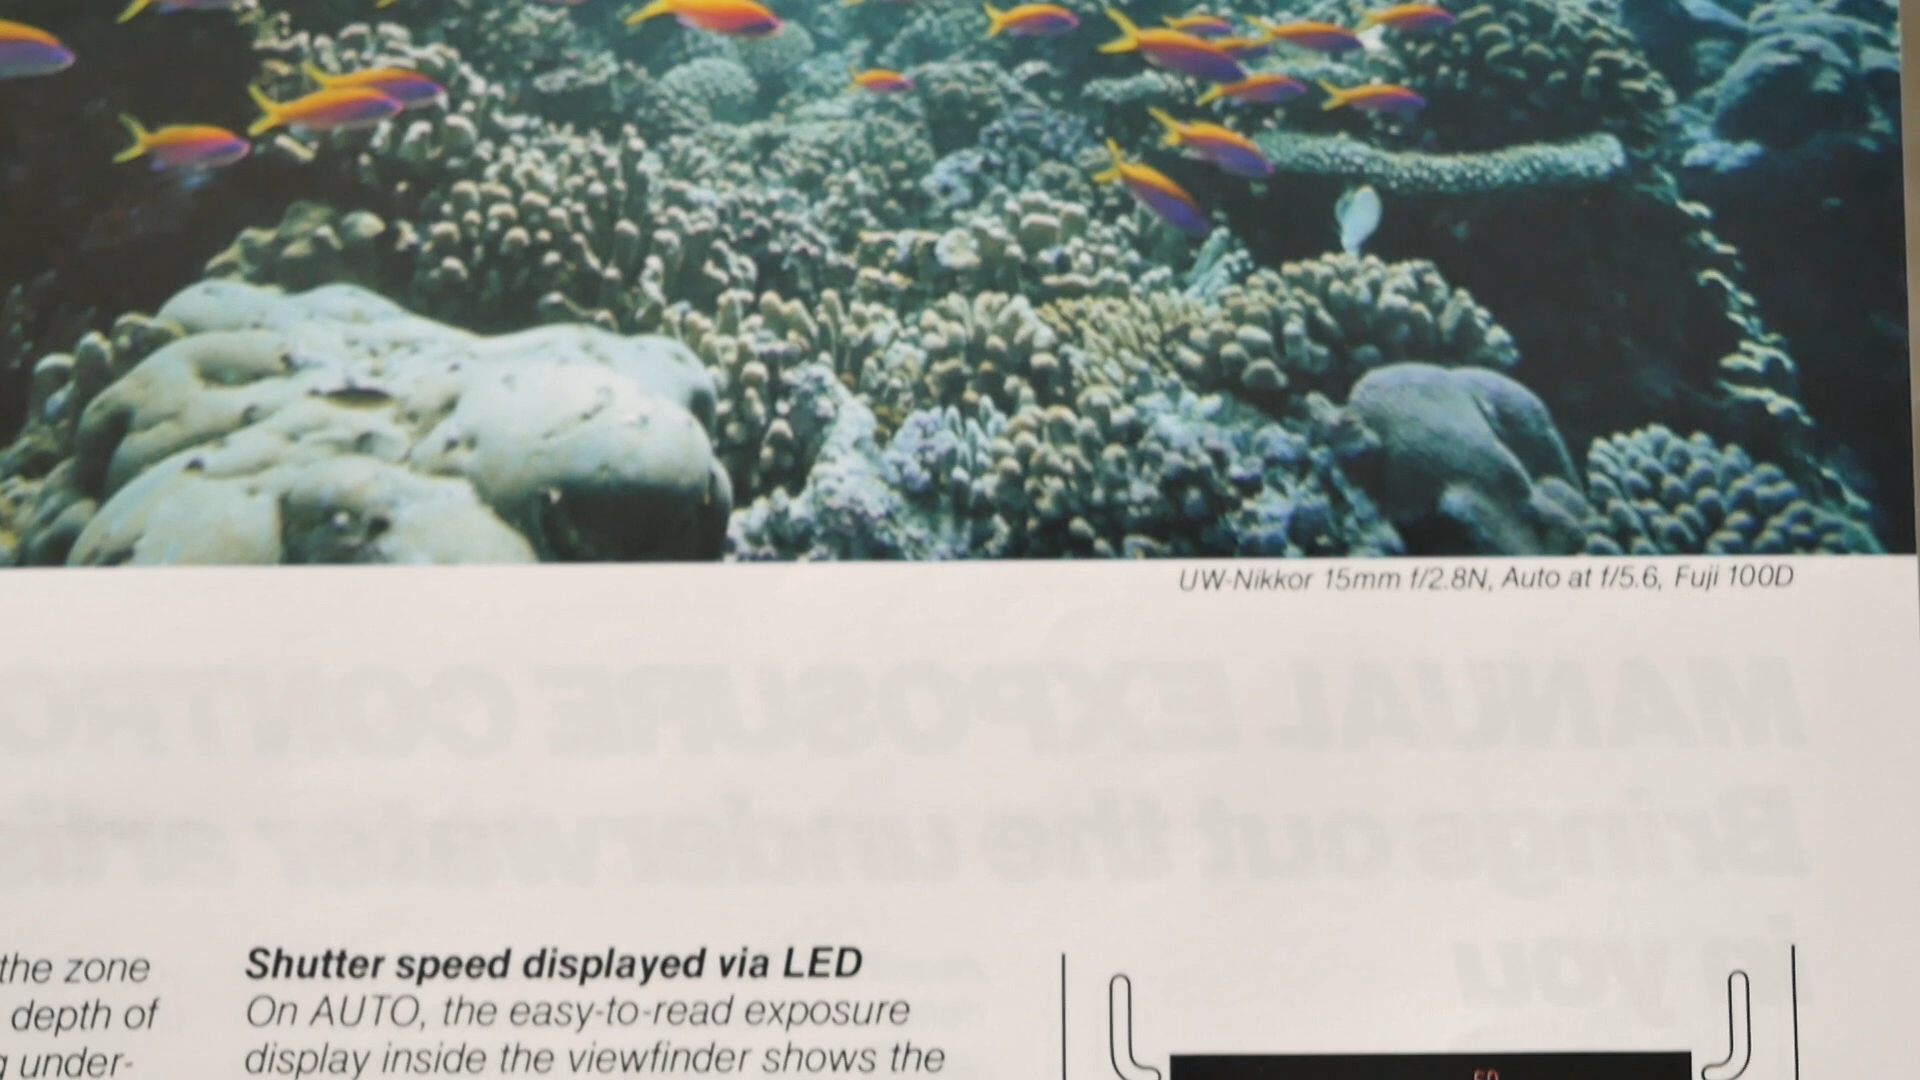 UW-Nikkor 15mm f/2.8N, Auto at f/5.6, Fuji 100D
MANUAL EXPOSURE CONTRO
Brings out the underwater artis
in you
the zone
depth of
g under-
Shutter speed displayed via LED
On AUTO, the easy-to-read exposure
display inside the viewfinder shows the